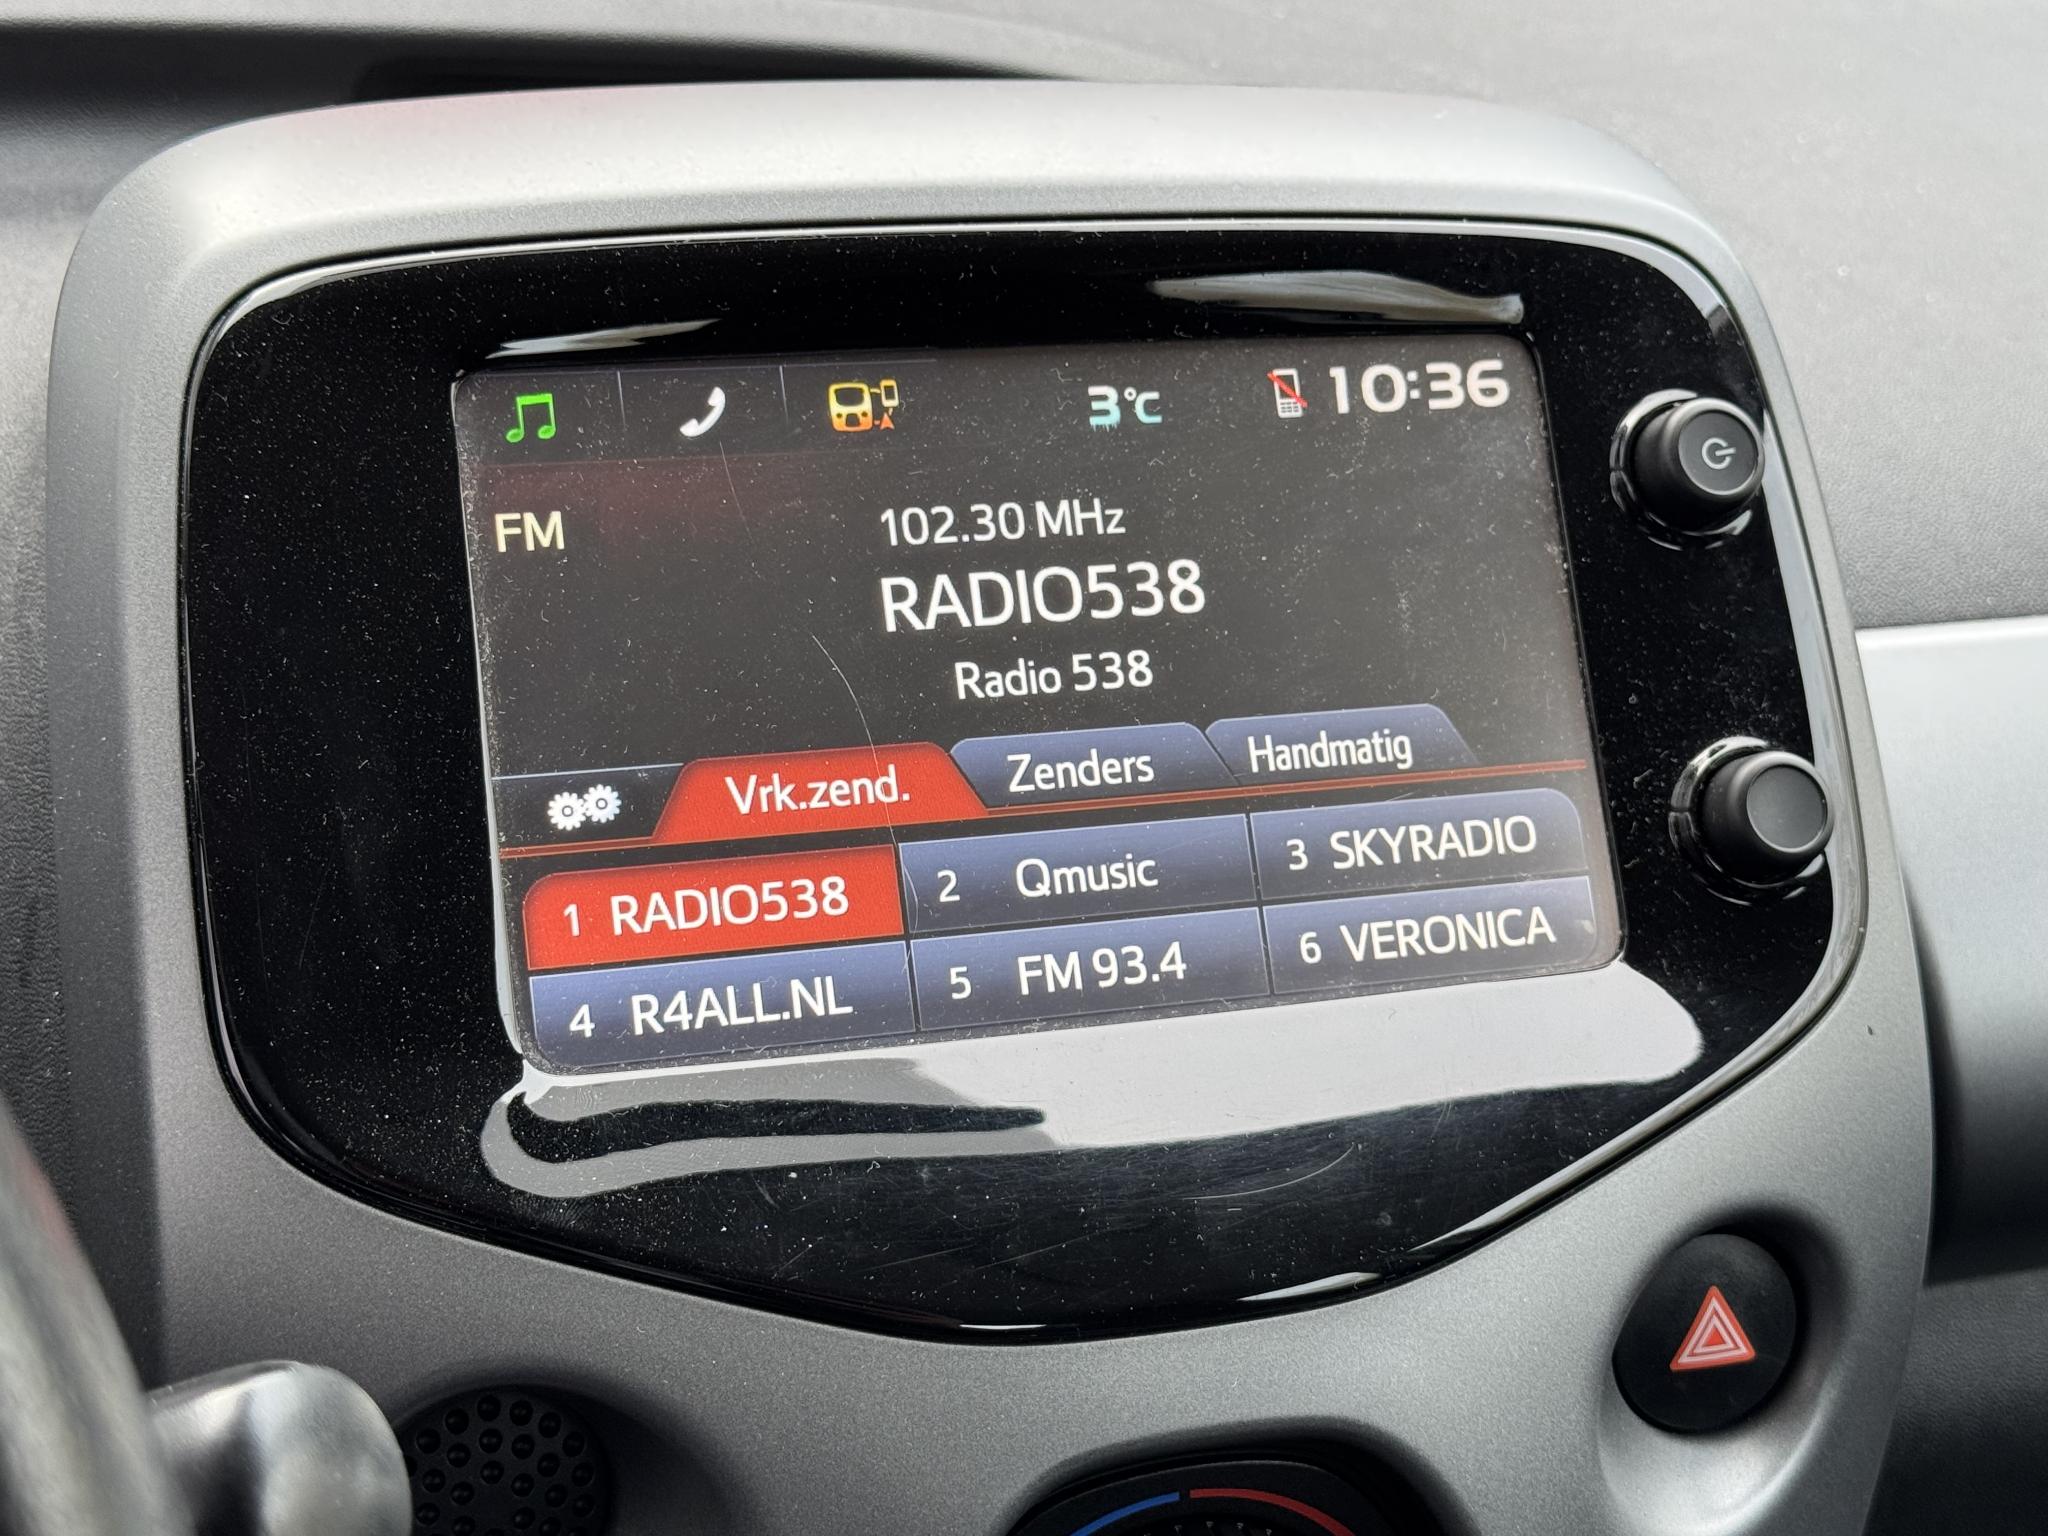 3°C 10:36
FM
102.30 MHz
RADIO538
Radio 538
Vrk.zend. Zenders Handmatig
1 RADIO538 2 Qmusic 3 SKYRADIO
4 R4ALL.NL 5 FM 93.4 6 VERONICA